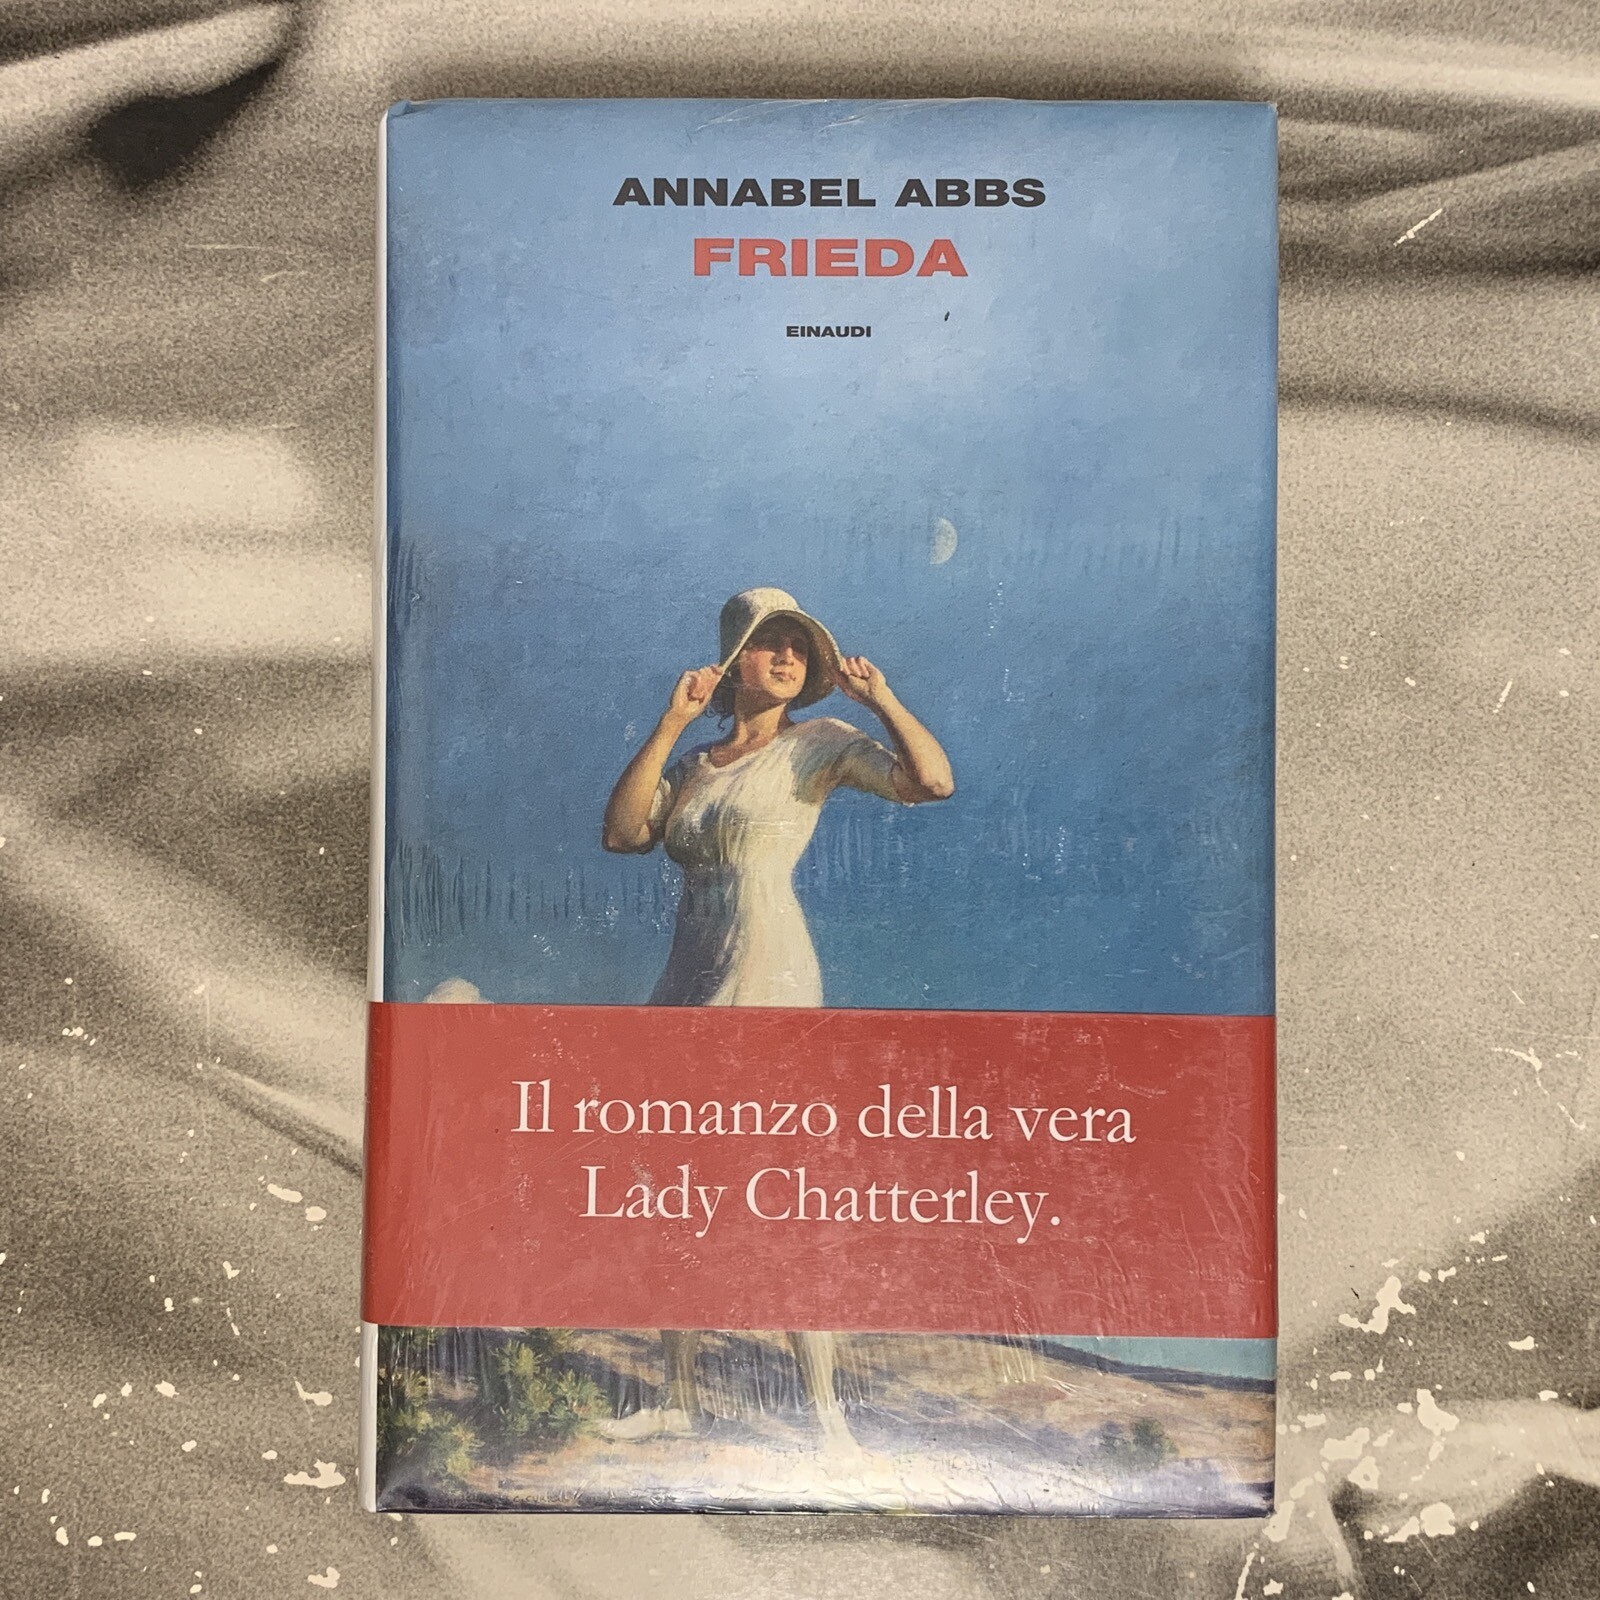 ANNABEL ABBS
FRIEDA
EINAUDI
Il romanzo della vera
Lady Chatterley.